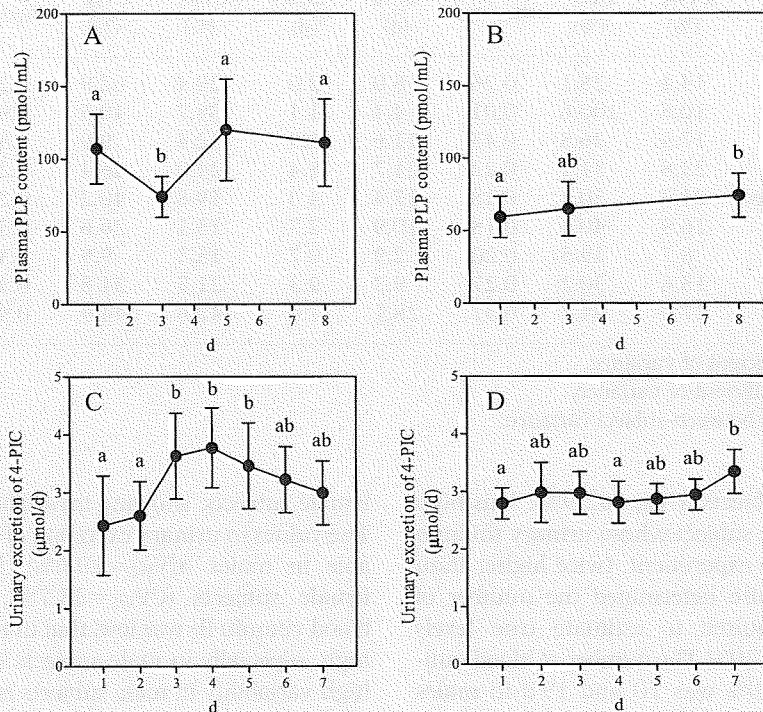 A
Plasma PLP content (pmol/mL)
200
150
100
50
0
a
b
a
a
1 2 3 4 5 6 7 8
d
B
Plasma PLP content (pmol/mL)
200
150
100
50
0
a
ab
b
1 2 3 4 5 6 7 8
d
C
Urinary excretion of 4-PIC
(μmol/d)
5
4
3
2
1
0
a
a
b
b
b
ab
ab
1 2 3 4 5 6 7
d
D
Urinary excretion of 4-PIC
(μmol/d)
5
4
3
2
1
0
a
ab
ab
a
ab
ab
b
1 2 3 4 5 6 7
d